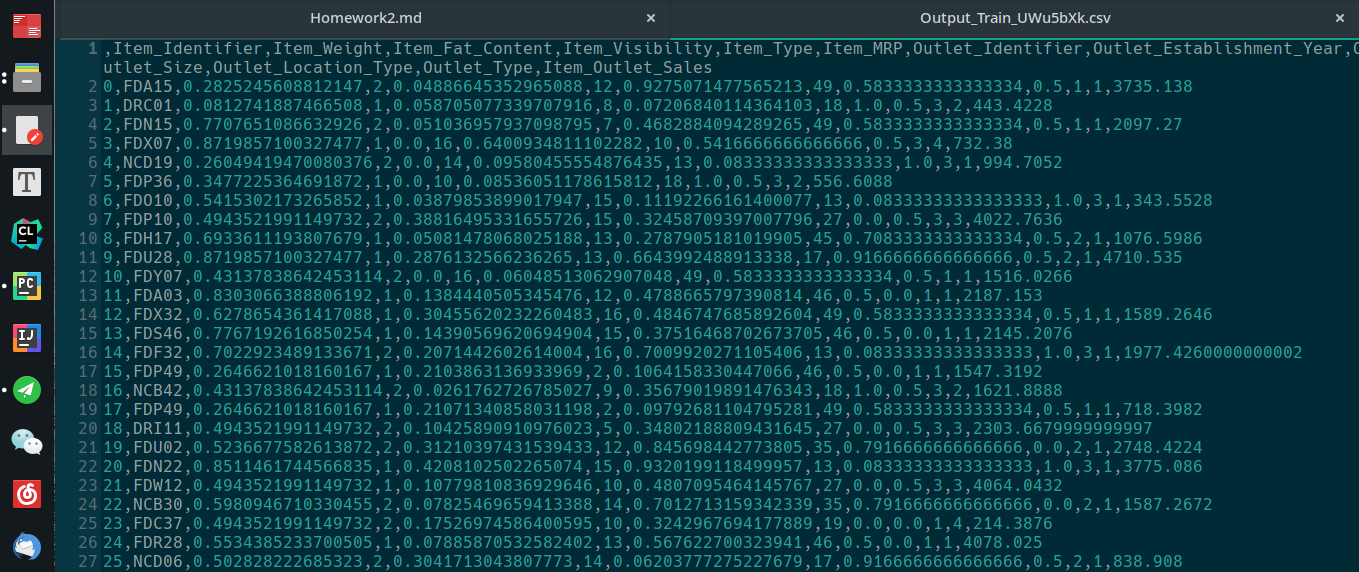 Homework2.md × Output_Train_UWu5bXk.csv ×
1 ,Item_Identifier,Item_Weight,Item_Fat_Content,Item_Visibility,Item_Type,Item_MRP,Outlet_Identifier,Outlet_Establishment_Year,O
utlet_Size,Outlet_Location_Type,Outlet_Type,Item_Outlet_Sales
2 0,FDA15,0.2825245608812147,2,0.04886645352965088,12,0.9275071477565213,49,0.5833333333333334,0.5,1,1,3735.138
3 1,DRC01,0.0812741887466508,1,0.058705077339707916,8,0.07206840114364103,18,1.0,0.5,3,2,443.4228
4 2,FDN15,0.7707651086632926,2,0.051036957937098795,7,0.46828840942892​65,49,0.5833333333333334,0.5,1,1,2097.27
5 3,FDX07,0.8719857100327477,1,0.0,16,0.6400934811102282,10,0.5416666666666666,0.5,3,4,732.38
6 4,NCD19,0.26049419470080376,2,0.0,14,0.09580455554876435,13,0.08333333333333333,1.0,3,1,994.7052
7 5,FDP36,0.3477225364691872,1,0.0,10,0.08536051178615812,18,1.0,0.5,3,2,556.6088
8 6,FDO10,0.5415302173265852,1,0.03879853899017947,15,0.11192266161400077,13,0.08333333333333333,1.0,3,1,343.5528
9 7,FDP10,0.4943521991149732,2,0.388106495331655726,15,0.324587093970077​96,27,0.0,0.5,3,3,4022.7636
10 8,FDH17,0.6933611193807679,1,0.05081478068025188,13,0.2787905181019905,45,0.7083333333333334,0.5,2,1,1076.5986
11 9,FDU28,0.8719857100327477,1,0.2876132566236265,13,0.6643992488913338,17,0.9166666666666666,0.5,2,1,4710.535
12 10,FDY07,0.43137838642453114,2,0.0,16,0.06048513062907048,49,0.5833333333333334,0.5,1,1,1516.0266
13 11,FDA03,0.8303066388806192,1,0.1384440505345476,12,0.4788665797390814,46,0.5,0.0,1,1,2187.153
14 12,FDX32,0.6278654361417088,1,0.30455620232260483,16,0.4846747685892604,49,0.5833333333333334,0.5,1,1,1589.2646
15 13,FDS46,0.7767192616850254,1,0.14390569620694904,15,0.37516463702673705,46,0.5,0.0,1,1,2145.2076
16 14,FDF32,0.7022923489133671,2,0.2071442602614004,16,0.7009920271105406,13,0.08333333333333333,1.0,3,1,1977.4260000000002
17 15,FDP49,0.2646621018160167,1,0.2103863136933969,2,0.1064158330447066,46,0.5,0.0,1,1,1547.3192
18 16,NCB42,0.43137838642453114,2,0.02617627267​85027,9,0.35679019011476343,18,1.0,0.5,3,2,1621.8888
19 17,FDP49,0.2646621018160167,1,0.21071340858031198,2,0.09792681104795281,49,0.5833333333333334,0.5,1,1,718.3982
20 18,DRI11,0.4943521991149732,2,0.10425890910976023,5,0.348021888094​31645,27,0.0,0.5,3,3,2303.6679999999997
21 19,FDU02,0.5236677582613872,2,0.312103974315​39433,12,0.845698442773805,35,0.7916666666666666,0.0,2,1,2748.4224
22 20,FDN22,0.8511461744566835,1,0.4208102502265074,15,0.9320199118499957,13,0.08333333333333333,1.0,3,1,3775.086
23 21,FDW12,0.4943521991149732,1,0.10779810836929646,10,0.4807095464145767,27,0.0,0.5,3,3,4064.0432
24 22,NCB30,0.5980946710330455,2,0.07825469659413388,14,0.7012713159342339,35,0.7916666666666666,0.0,2,1,1587.2672
25 23,FDC37,0.4943521991149732,2,0.17526974586400595,10,0.3242967694177889,19,0.0,0.0,1,4,214.3876
26 24,FDR28,0.5534385233700505,1,0.07885870532582402,13,0.567622700323941,46,0.5,0.0,1,1,4078.025
27 25,NCD06,0.502828222685323,2,0.3041713043807773,14,0.06203777275227679,17,0.9166666666666666,0.5,2,1,838.908
T
CL
PC
IJ